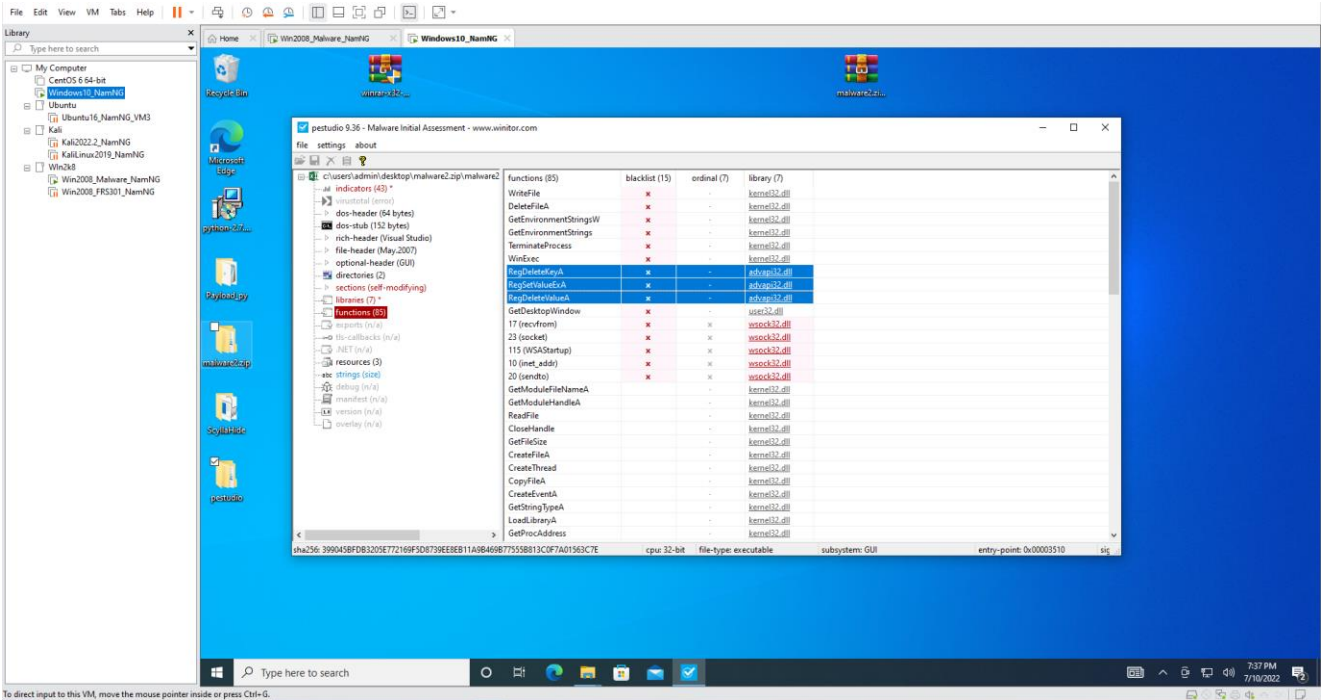 File Edit View VM Tabs Help
Library
Type here to search
My Computer
CentOS 6 64-bit
Windows10_NamNG
Ubuntu
Ubuntu16_NamNG_VM3
Kali
Kali2022.2_NamNG
KaliLinux2019_NamNG
WIn2k8
Win2008_Malware_NamNG
Win2008_FRS301_NamNG
Home
Win2008_Malware_NamNG
Windows10_NamNG
Recycle Bin
winrar-x32-...
malware2.zi...
Microsoft Edge
python-2.7....
Payload_py
malware2.zip
ScyllaHide
pestudio
pestudio 9.36 - Malware Initial Assessment - www.winitor.com
file settings about
c:\users\admin\desktop\malware2.zip\malware2
indicators (43) *
virustotal (error)
dos-header (64 bytes)
dos-stub (152 bytes)
rich-header (Visual Studio)
file-header (May.2007)
optional-header (GUI)
directories (2)
sections (self-modifying)
libraries (7) *
functions (85)
exports (n/a)
tls-callbacks (n/a)
.NET (n/a)
resources (3)
abc strings (size)
debug (n/a)
manifest (n/a)
version (n/a)
overlay (n/a)
functions (85) blacklist (15) ordinal (7) library (7)
WriteFile x - kernel32.dll
DeleteFileA x - kernel32.dll
GetEnvironmentStringsW x - kernel32.dll
GetEnvironmentStrings x - kernel32.dll
TerminateProcess x - kernel32.dll
WinExec x - kernel32.dll
RegDeleteKeyA x - advapi32.dll
RegSetValueExA x - advapi32.dll
RegDeleteValueA x - advapi32.dll
GetDesktopWindow x - user32.dll
17 (recvfrom) x x wsock32.dll
23 (socket) x x wsock32.dll
115 (WSAStartup) x x wsock32.dll
10 (inet_addr) x x wsock32.dll
20 (sendto) x x wsock32.dll
GetModuleFileNameA - kernel32.dll
GetModuleHandleA - kernel32.dll
ReadFile - kernel32.dll
CloseHandle - kernel32.dll
GetFileSize - kernel32.dll
CreateFileA - kernel32.dll
CreateThread - kernel32.dll
CopyFileA - kernel32.dll
CreateEventA - kernel32.dll
GetStringTypeA - kernel32.dll
LoadLibraryA - kernel32.dll
GetProcAddress - kernel32.dll
cpu: 32-bit file-type: executable subsystem: GUI entry-point: 0x00003510 sig
Type here to search
7:37 PM
7/10/2022
To direct input to this VM, move the mouse pointer inside or press Ctrl+G.